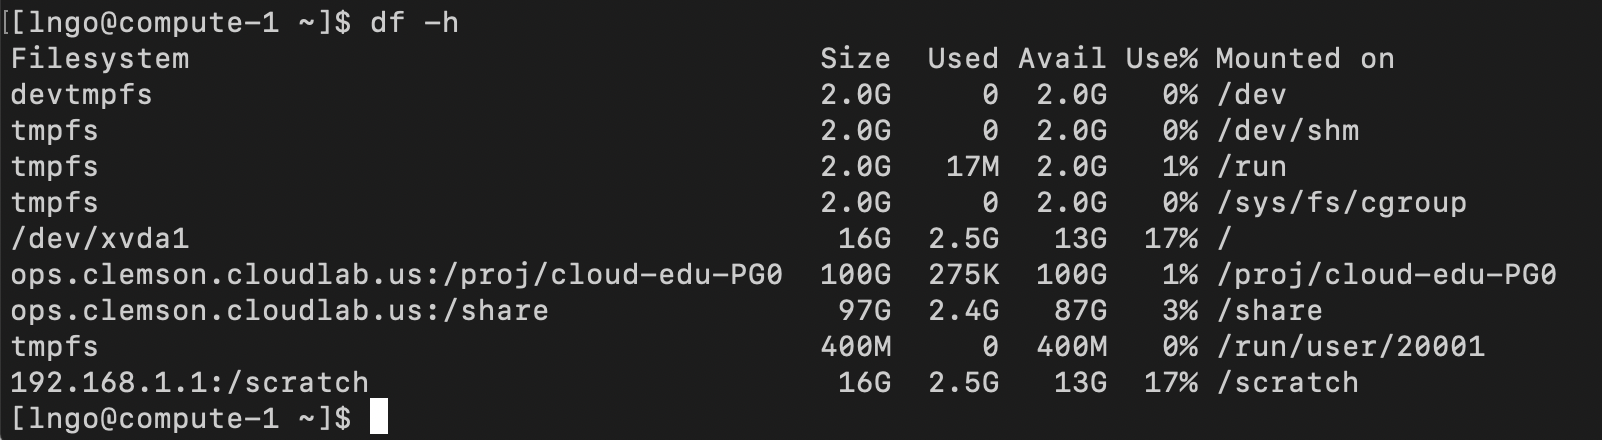 [[lngo@compute-1 ~]$ df -h
Filesystem                                 Size  Used Avail Use% Mounted on
devtmpfs                                   2.0G     0  2.0G   0% /dev
tmpfs                                      2.0G     0  2.0G   0% /dev/shm
tmpfs                                      2.0G   17M  2.0G   1% /run
tmpfs                                      2.0G     0  2.0G   0% /sys/fs/cgroup
/dev/xvda1                                  16G  2.5G   13G  17% /
ops.clemson.cloudlab.us:/proj/cloud-edu-PG0  100G  275K  100G   1% /proj/cloud-edu-PG0
ops.clemson.cloudlab.us:/share              97G  2.4G   87G   3% /share
tmpfs                                      400M     0  400M   0% /run/user/20001
192.168.1.1:/scratch                        16G  2.5G   13G  17% /scratch
[lngo@compute-1 ~]$